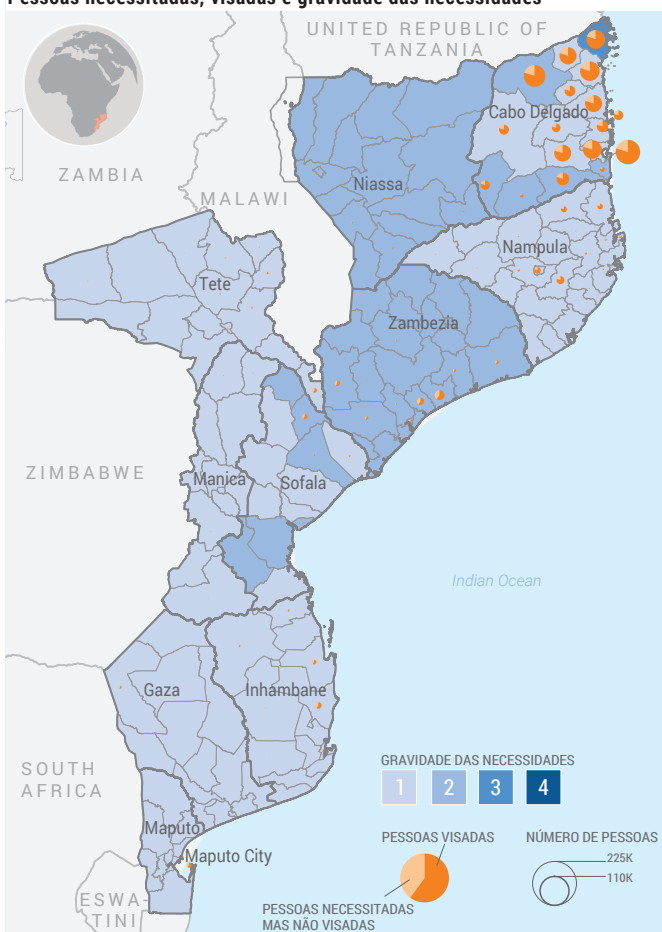 Pessoas necessitadas, visadas e gravidade das necessidades
UNITED REPUBLIC OF
TANZANIA
Cabo Delgado
ZAMBIA
MALAWI
Niassa
Nampula
Tete
Zambezia
ZIMBABWE
Manica
Sofala
Indian Ocean
Gaza
Inhambane
SOUTH
AFRICA
GRAVIDADE DAS NECESSIDADES
1
2
3
4
Maputo
Maputo City
PESSOAS VISADAS
NÚMERO DE PESSOAS
225K
110K
ESWA-
TINI
PESSOAS NECESSITADAS
MAS NÃO VISADAS